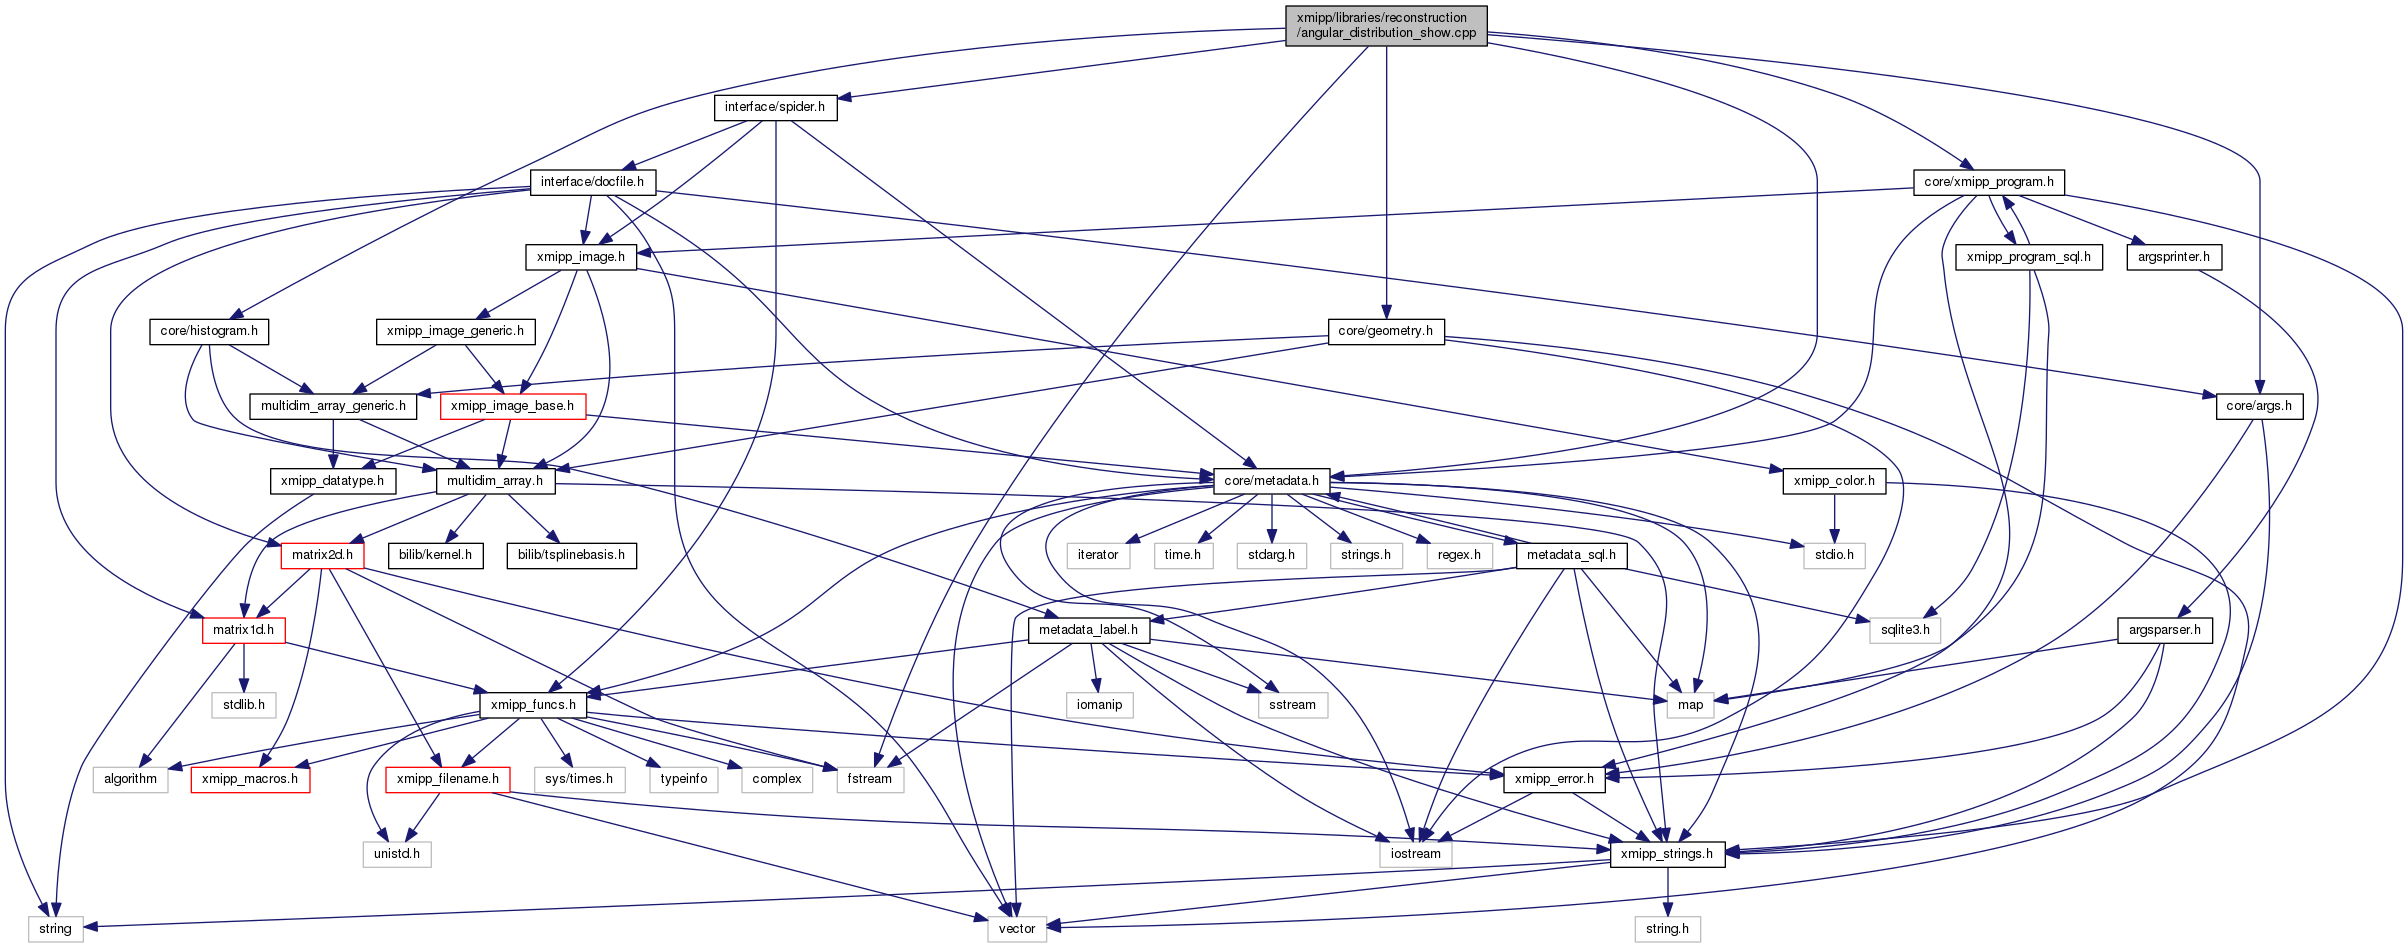 xmipp/libraries/reconstruction
/angular_distribution_show.cpp
interface/spider.h
interface/docfile.h
core/xmipp_program.h
xmipp_image.h
xmipp_program_sql.h
argsprinter.h
core/histogram.h
xmipp_image_generic.h
core/geometry.h
multidim_array_generic.h
xmipp_image_base.h
core/args.h
xmipp_datatype.h
multidim_array.h
core/metadata.h
xmipp_color.h
matrix2d.h
bilib/kernel.h
bilib/tsplinebasis.h
iterator
time.h
stdarg.h
strings.h
regex.h
metadata_sql.h
stdio.h
matrix1d.h
metadata_label.h
sqlite3.h
argsparser.h
stdlib.h
xmipp_funcs.h
iomanip
sstream
map
algorithm
xmipp_macros.h
xmipp_filename.h
sys/times.h
typeinfo
complex
fstream
xmipp_error.h
unistd.h
iostream
xmipp_strings.h
string
vector
string.h